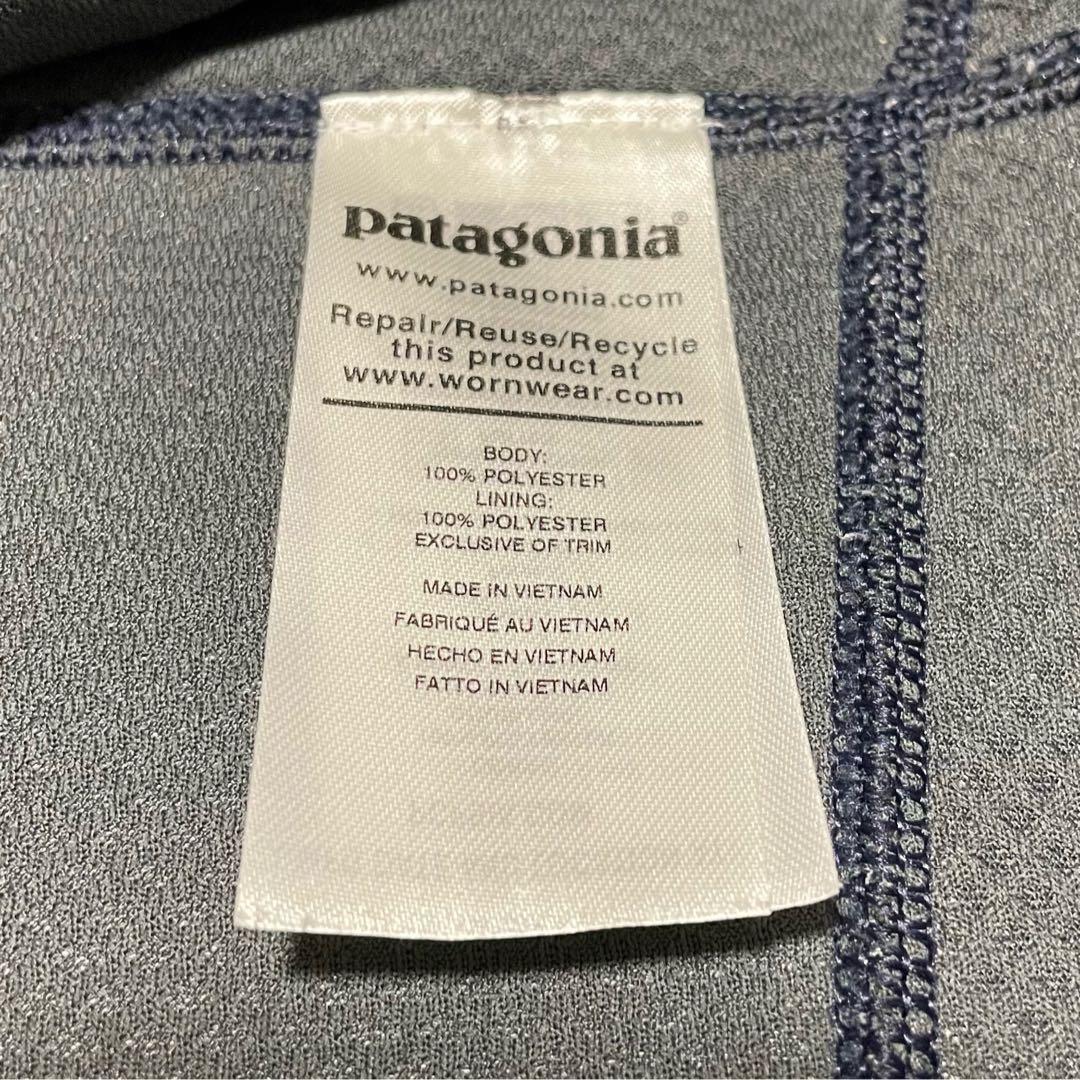 patagonia®
www.patagonia.com
Repair/Reuse/Recycle
this product at
www.wornwear.com
BODY:
100% POLYESTER
LINING:
100% POLYESTER
EXCLUSIVE OF TRIM
MADE IN VIETNAM
FABRIQUÉ AU VIETNAM
HECHO EN VIETNAM
FATTO IN VIETNAM